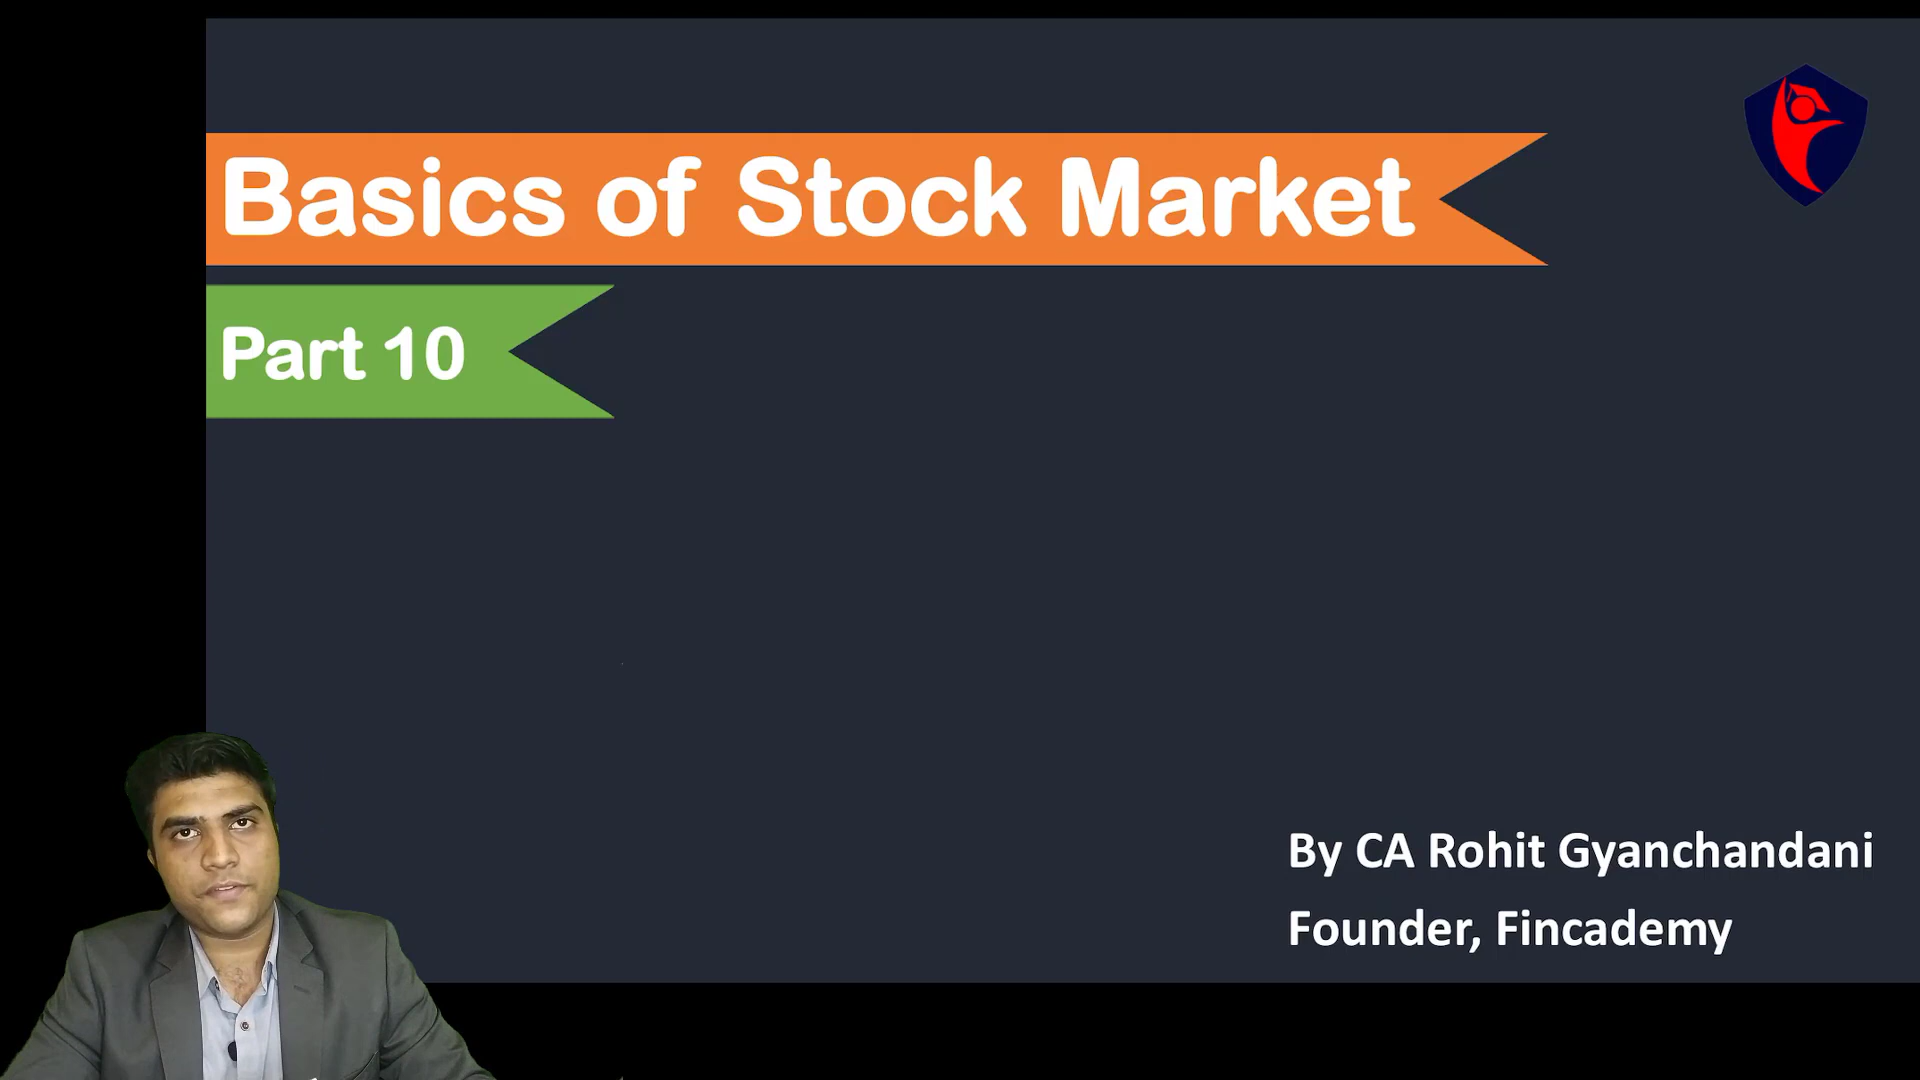 Basics of Stock Market
Part 10
By CA Rohit Gyanchandani
Founder, Fincademy